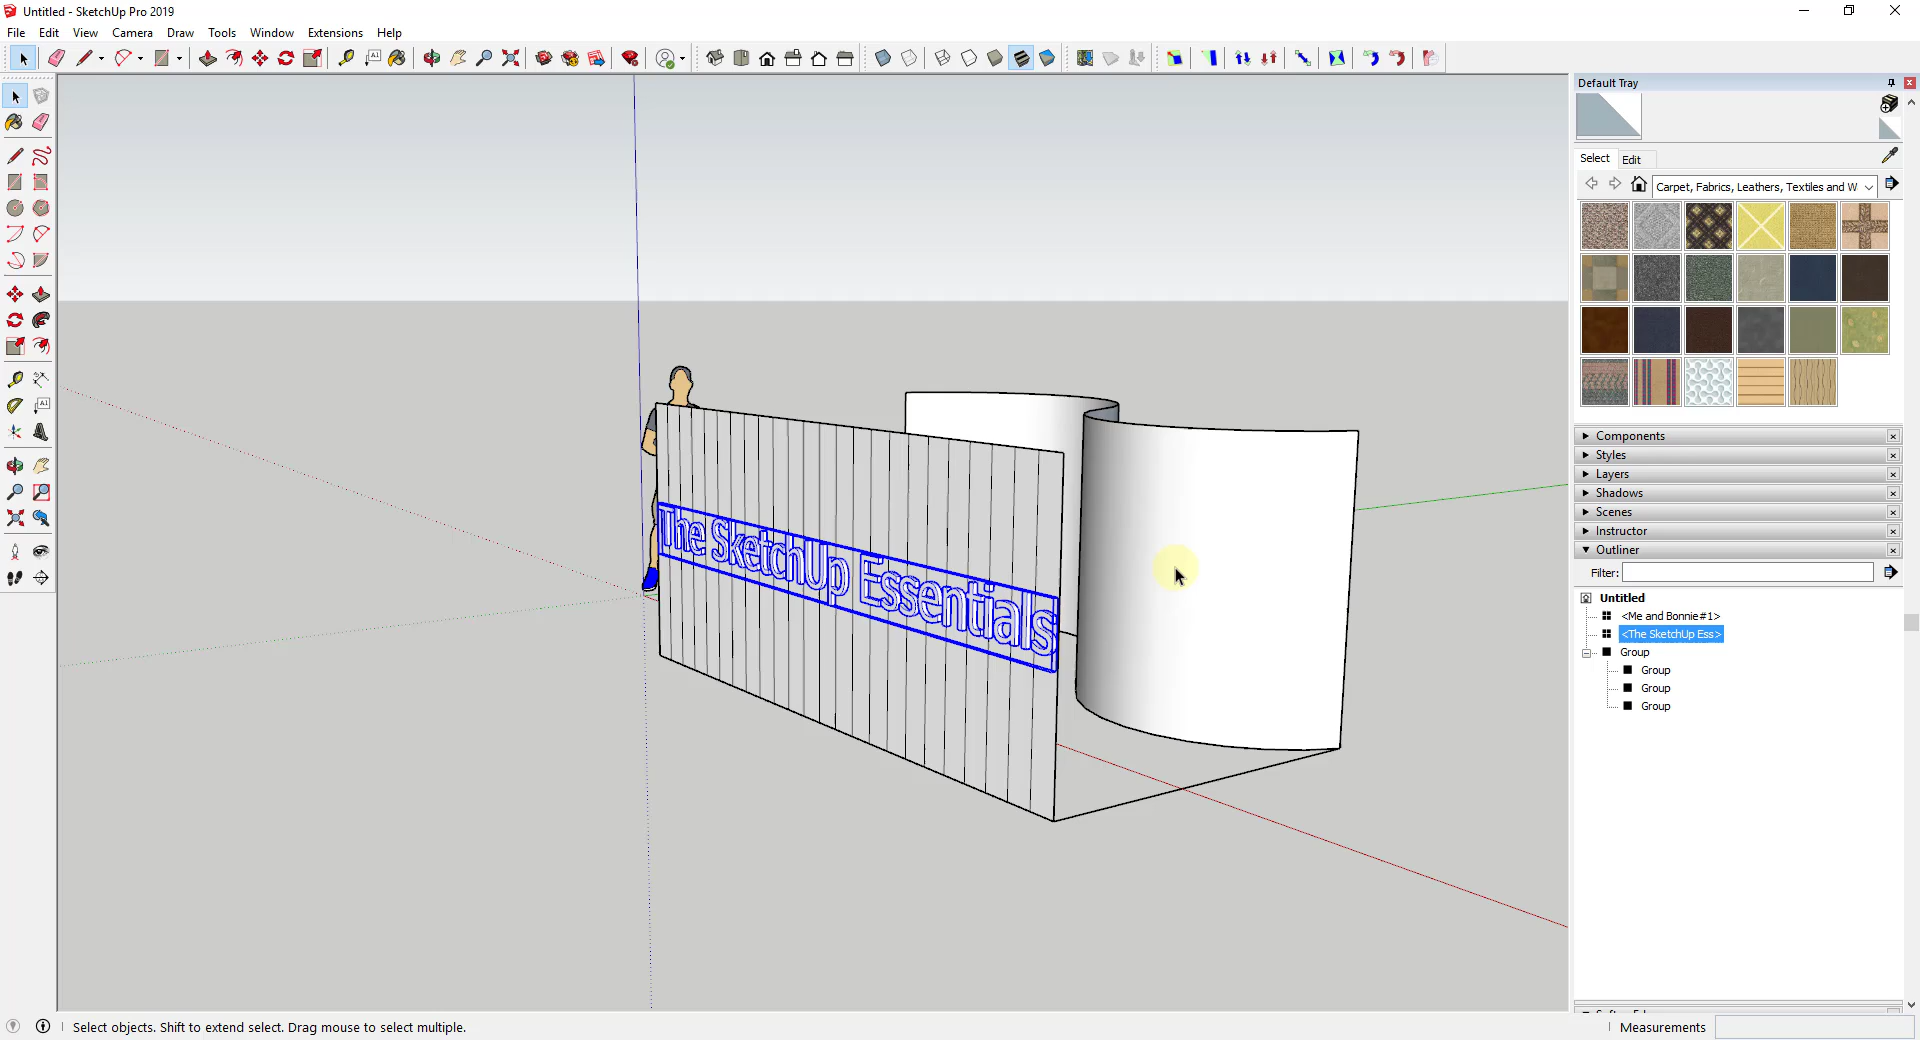 Untitled - SketchUp Pro 2019
File Edit View Camera Draw Tools Window Extensions Help
Default Tray
Select Edit
Carpet, Fabrics, Leathers, Textiles and W
The SketchUp Essentials
Components
Styles
Layers
Shadows
Scenes
Instructor
Outliner
Filter:
Untitled
<Me and Bonnie#1>
<The SketchUp Ess>
Group
Group
Group
Group
Select objects. Shift to extend select. Drag mouse to select multiple.
Measurements